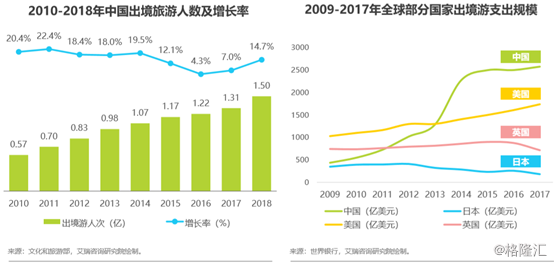 2010-2018年中国出境旅游人数及增长率
20.4% 22.4% 18.4% 18.0% 19.5% 12.1% 4.3% 7.0% 14.7%
0.57 0.70 0.83 0.98 1.07 1.17 1.22 1.31 1.50
2010 2011 2012 2013 2014 2015 2016 2017 2018
出境游人次（亿） 增长率（%）
来源：文化和旅游部，艾瑞咨询研究院绘制。
2009-2017年全球部分国家出境游支出规模
3000
2500
2000
1500
1000
500
0
中国
美国
英国
日本
2009 2010 2011 2012 2013 2014 2015 2016 2017
中国（亿美元） 日本（亿美元）
美国（亿美元） 英国（亿美元）
来源：世界银行，艾瑞咨询研究院绘制。
@格隆汇